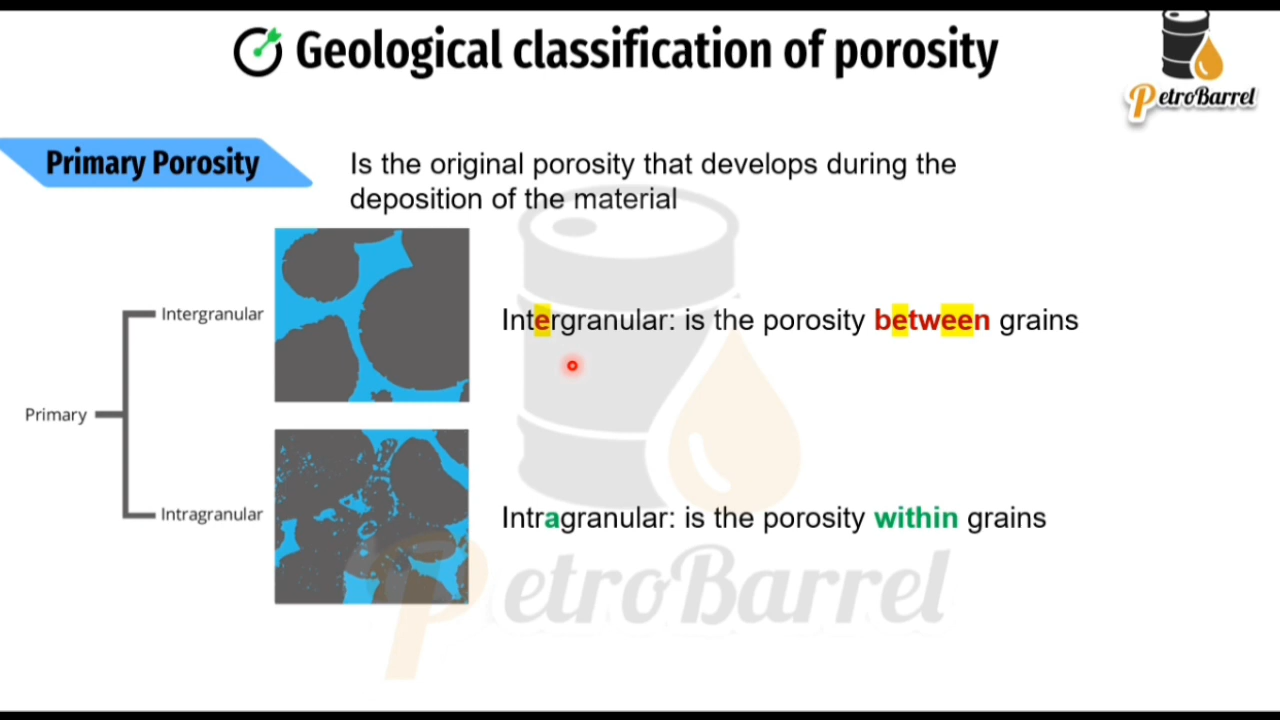 Geological classification of porosity
PetroBarrel
Primary Porosity
Is the original porosity that develops during the
deposition of the material
Intergranular
Intergranular: is the porosity between grains
Primary
Intragranular
Intragranular: is the porosity within grains
PetroBarrel